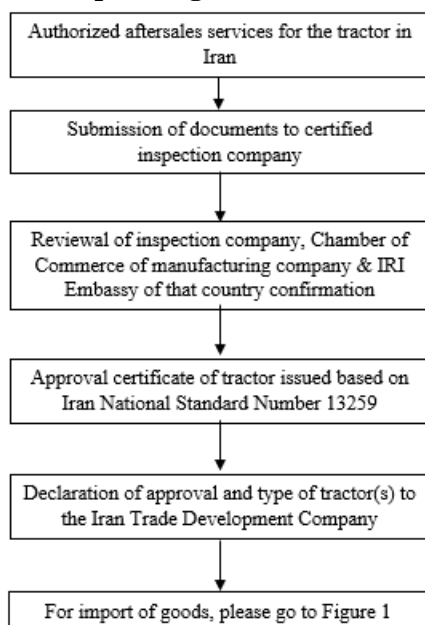 Authorized aftersales services for the tractor in
Iran
Submission of documents to certified
inspection company
Reviewal of inspection company, Chamber of
Commerce of manufacturing company & IRI
Embassy of that country confirmation
Approval certificate of tractor issued based on
Iran National Standard Number 13259
Declaration of approval and type of tractor(s) to
the Iran Trade Development Company
For import of goods, please go to Figure 1